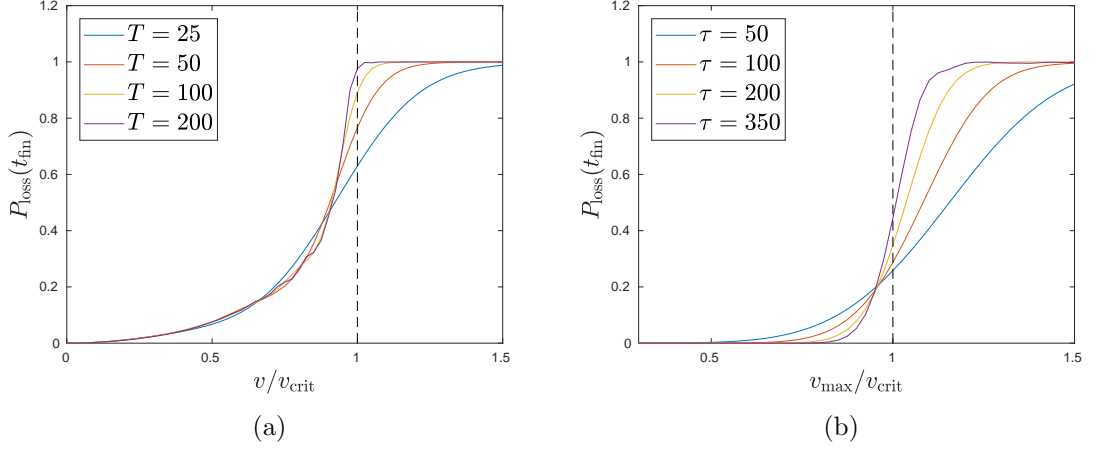 1.2
1
0.8
0.6
0.4
0.2
0
0
0.5
1
1.5
P_loss(t_fin)
v/v_crit
T = 25
T = 50
T = 100
T = 200
(a)
1.2
1
0.8
0.6
0.4
0.2
0
0.5
1
1.5
P_loss(t_fin)
v_max/v_crit
τ = 50
τ = 100
τ = 200
τ = 350
(b)